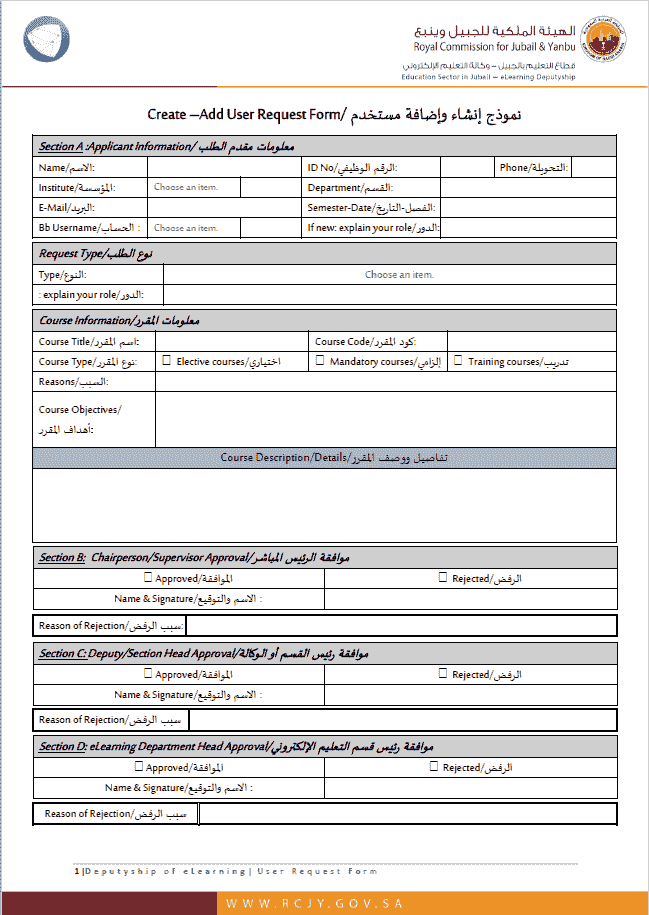 الهيئة الملكية للجبيل وينبع
Royal Commission for Jubail & Yanbu
قطاع التعليم بالجبيل – وكالة التعليم الإلكتروني
Education Sector in Jubail – eLearning Deputyship
Create –Add User Request Form/ نموذج إنشاء وإضافة مستخدم
Section A :Applicant Information/ معلومات مقدم الطلب
Name/الاسم: ID No/الرقم الوظيفي: Phone/التحويلة:
Institute/المؤسسة: Choose an item. Department/القسم:
E-Mail/البريد: Semester-Date/الفصل-التاريخ:
Bb Username/الحساب : Choose an item. If new: explain your role/الدور:
Request Type/نوع الطلب
Type/النوع: Choose an item.
: explain your role/الدور:
Course Information/معلومات المقرر
Course Title/اسم المقرر: Course Code/كود المقرر:
Course Type/نوع المقرر: ☐ Elective courses/اختياري ☐ Mandatory courses/إلزامي ☐ Training courses/تدريب
Reasons/السبب:
Course Objectives/
أهداف المقرر:
Course Description/Details/تفاصيل ووصف المقرر
Section B: Chairperson/Supervisor Approval/موافقة الرئيس المباشر
☐ Approved/الموافقة ☐ Rejected/الرفض
Name & Signature/الاسم والتوقيع :
Reason of Rejection/سبب الرفض:
Section C: Deputy/Section Head Approval/موافقة رئيس القسم أو الوكالة
☐ Approved/الموافقة ☐ Rejected/الرفض
Name & Signature/الاسم والتوقيع :
Reason of Rejection/سبب الرفض
Section D: eLearning Department Head Approval/موافقة رئيس قسم التعليم الإلكتروني
☐ Approved/الموافقة ☐ Rejected/الرفض
Name & Signature/الاسم والتوقيع :
Reason of Rejection/سبب الرفض
1|Deputyship of eLearning| User Request Form
WWW.RCJY.GOV.SA